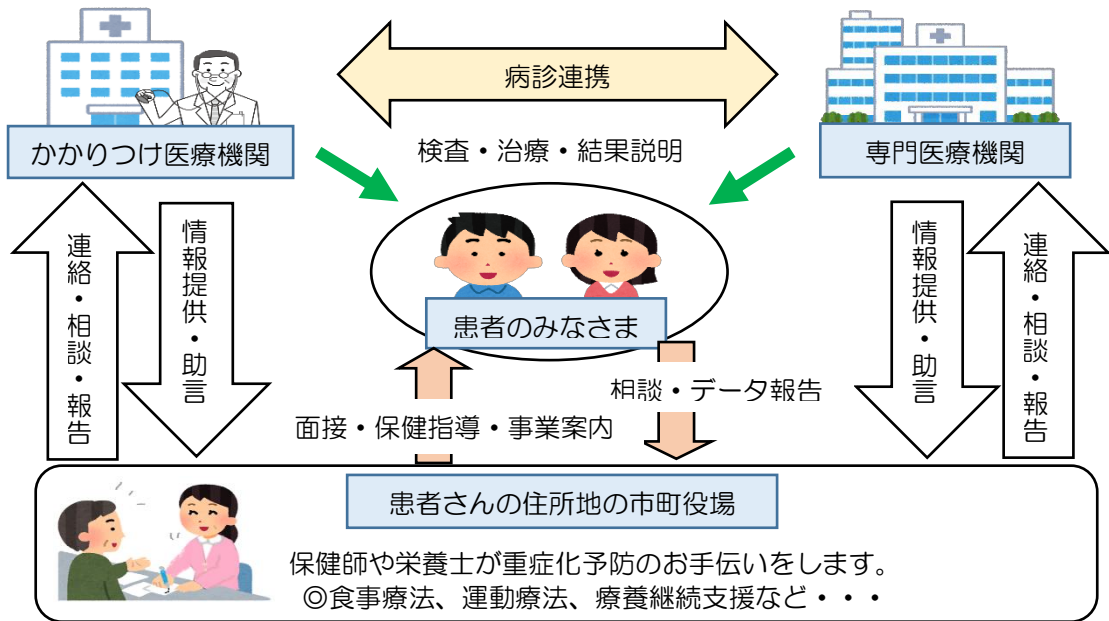 病診連携
かかりつけ医療機関
専門医療機関
検査・治療・結果説明
連絡・相談・報告
情報提供・助言
患者のみなさま
情報提供・助言
連絡・相談・報告
相談・データ報告
面接・保健指導・事業案内
患者さんの住所地の市町役場
保健師や栄養士が重症化予防のお手伝いをします。
◎食事療法、運動療法、療養継続支援など・・・